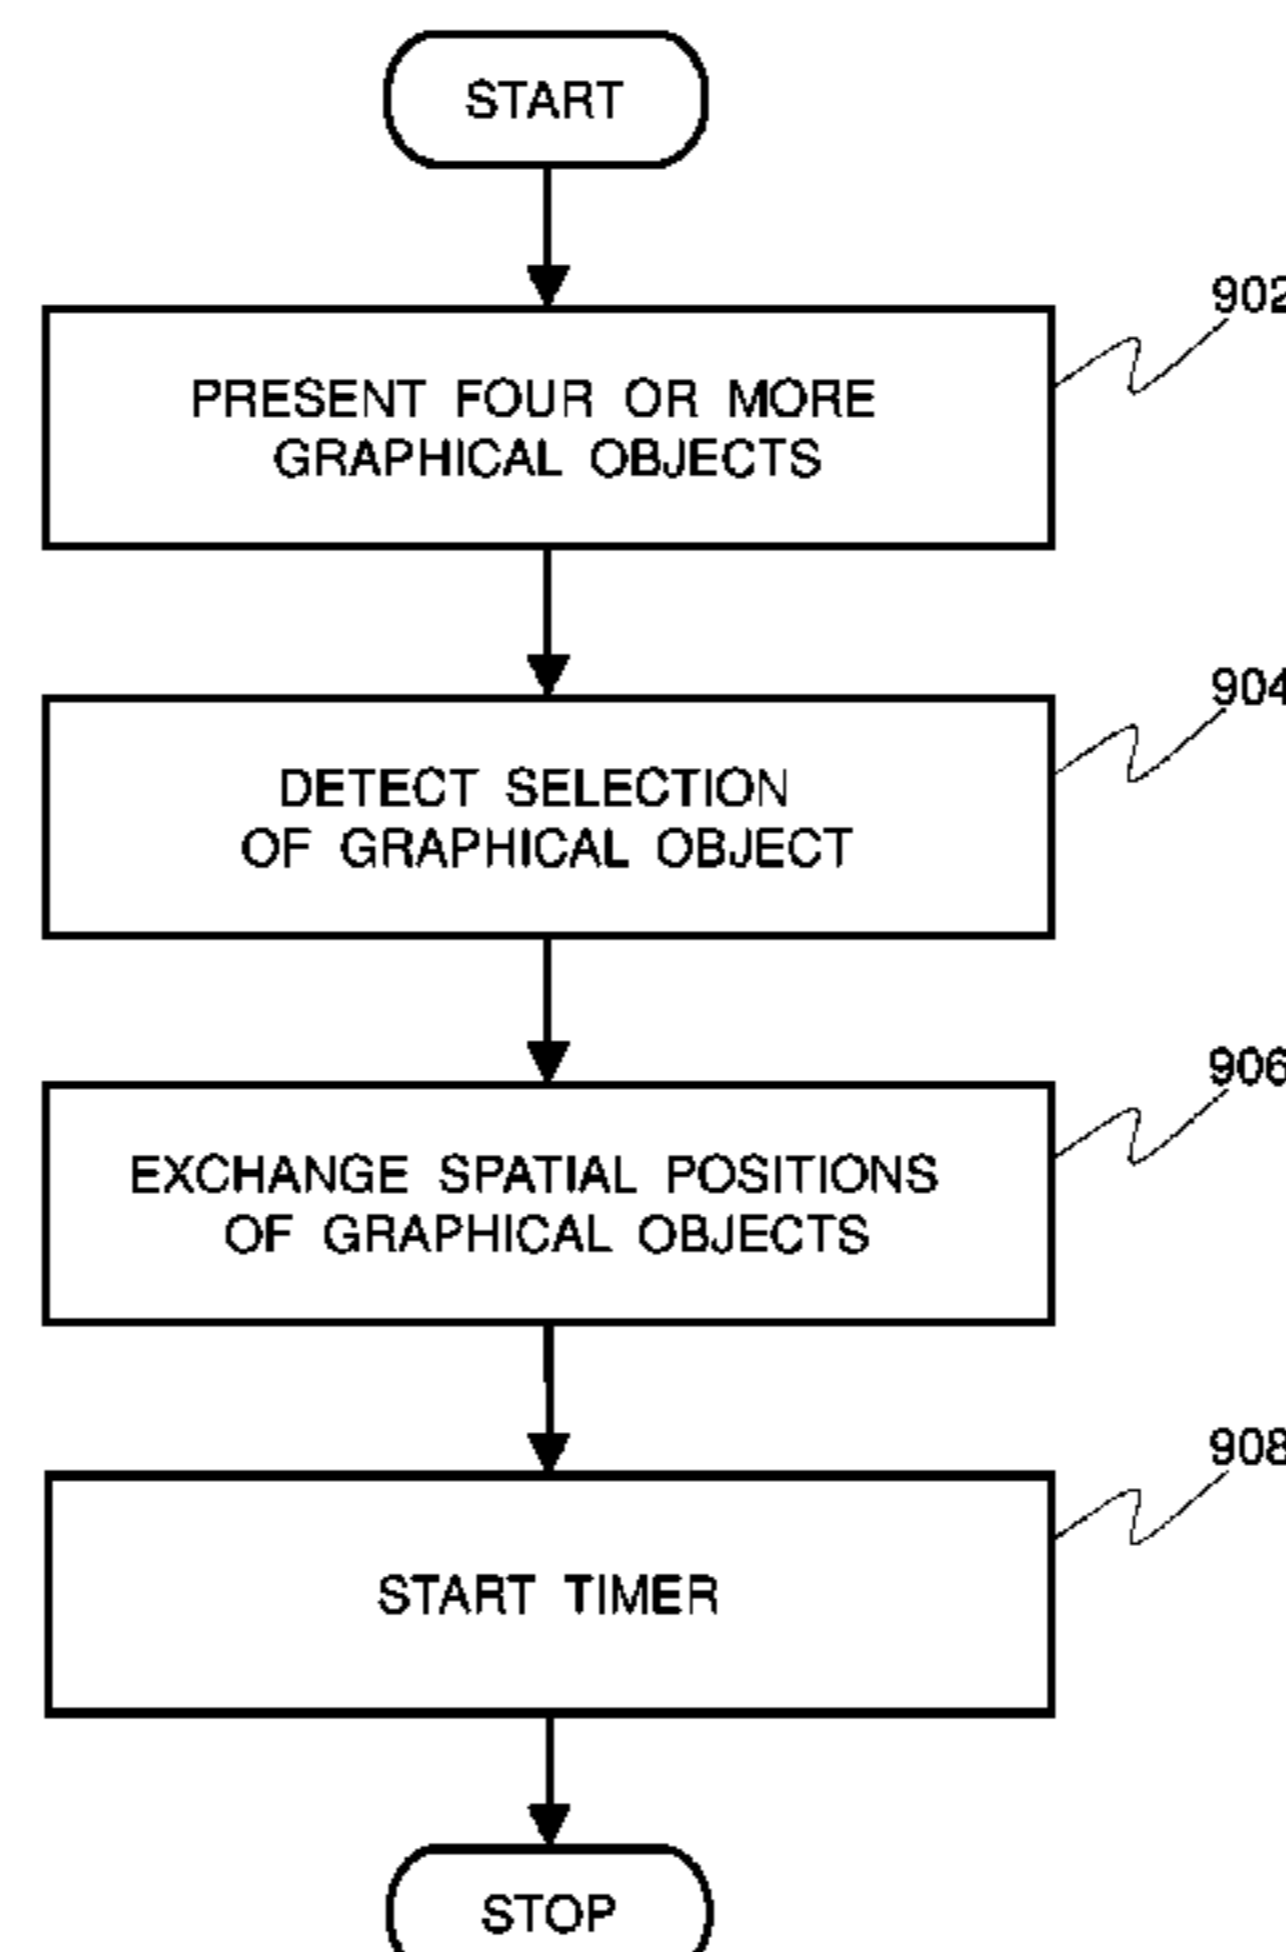 START
902
PRESENT FOUR OR MORE
GRAPHICAL OBJECTS
904
DETECT SELECTION
OF GRAPHICAL OBJECT
906
EXCHANGE SPATIAL POSITIONS
OF GRAPHICAL OBJECTS
908
START TIMER
STOP